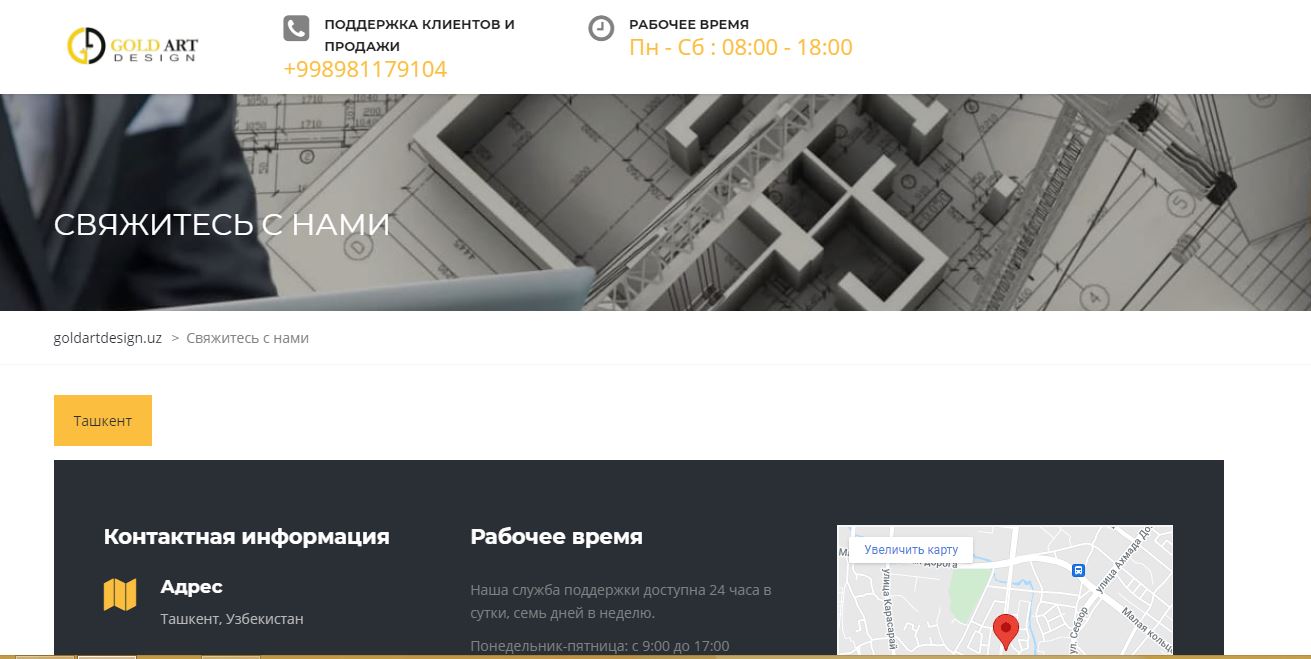 GOLD ART
DESIGN
ПОДДЕРЖКА КЛИЕНТОВ И
ПРОДАЖИ
+998981179104
РАБОЧЕЕ ВРЕМЯ
Пн - Сб : 08:00 - 18:00
СВЯЖИТЕСЬ С НАМИ
goldartdesign.uz > Свяжитесь с нами
Ташкент
Контактная информация
Адрес
Ташкент, Узбекистан
Рабочее время
Наша служба поддержки доступна 24 часа в
сутки, семь дней в неделю.
Понедельник-пятница: с 9:00 до 17:00
Увеличить карту
дорога
улица Карасарай
ул. Себзор
улица Ахмада До
Малая кольц